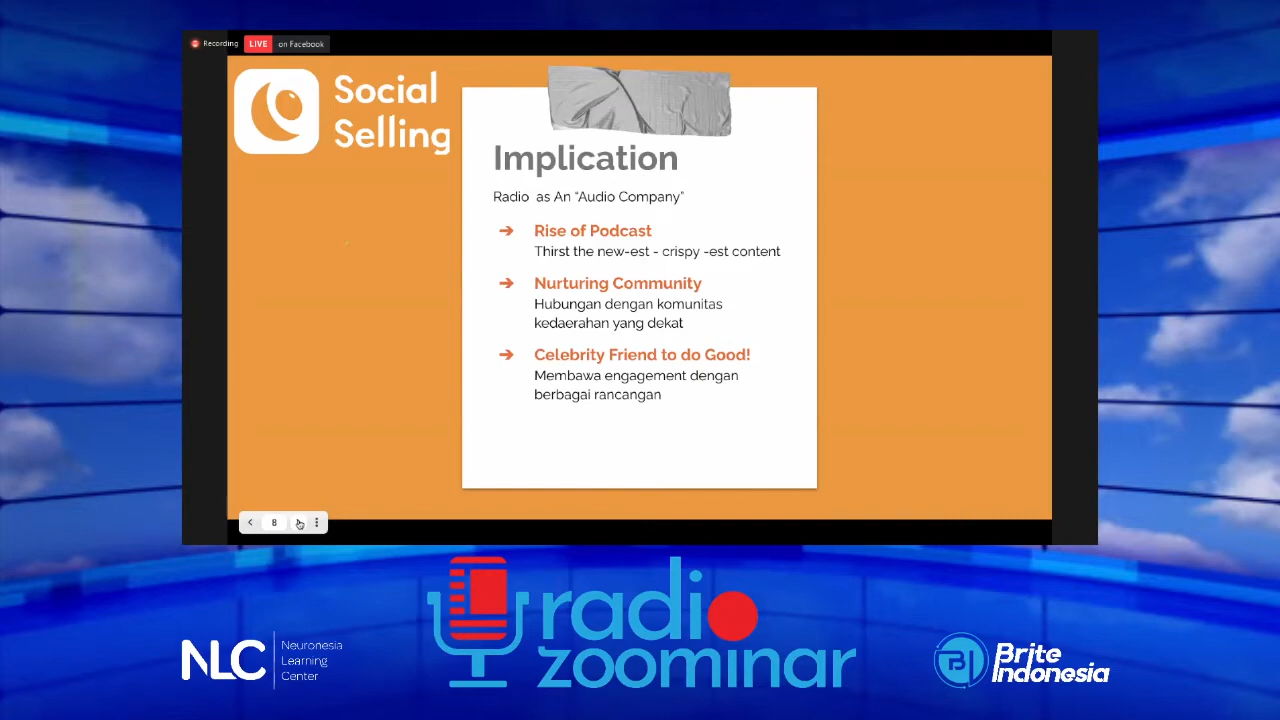 Recording LIVE on Facebook
Social
Selling
Implication
Radio as An “Audio Company”
➔ Rise of Podcast
Thirst the new-est - crispy -est content
➔ Nurturing Community
Hubungan dengan komunitas
kedaerahan yang dekat
➔ Celebrity Friend to do Good!
Membawa engagement dengan
berbagai rancangan
8
radio
zoominar
NLC
Neuronesia
Learning
Center
Brite
Indonesia